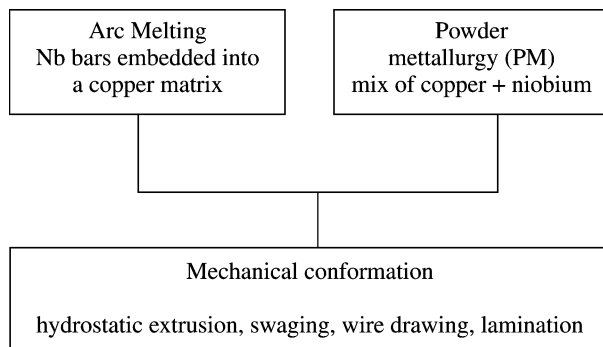 Arc Melting
Nb bars embedded into
a copper matrix
Powder
mettallurgy (PM)
mix of copper + niobium
Mechanical conformation
hydrostatic extrusion, swaging, wire drawing, lamination